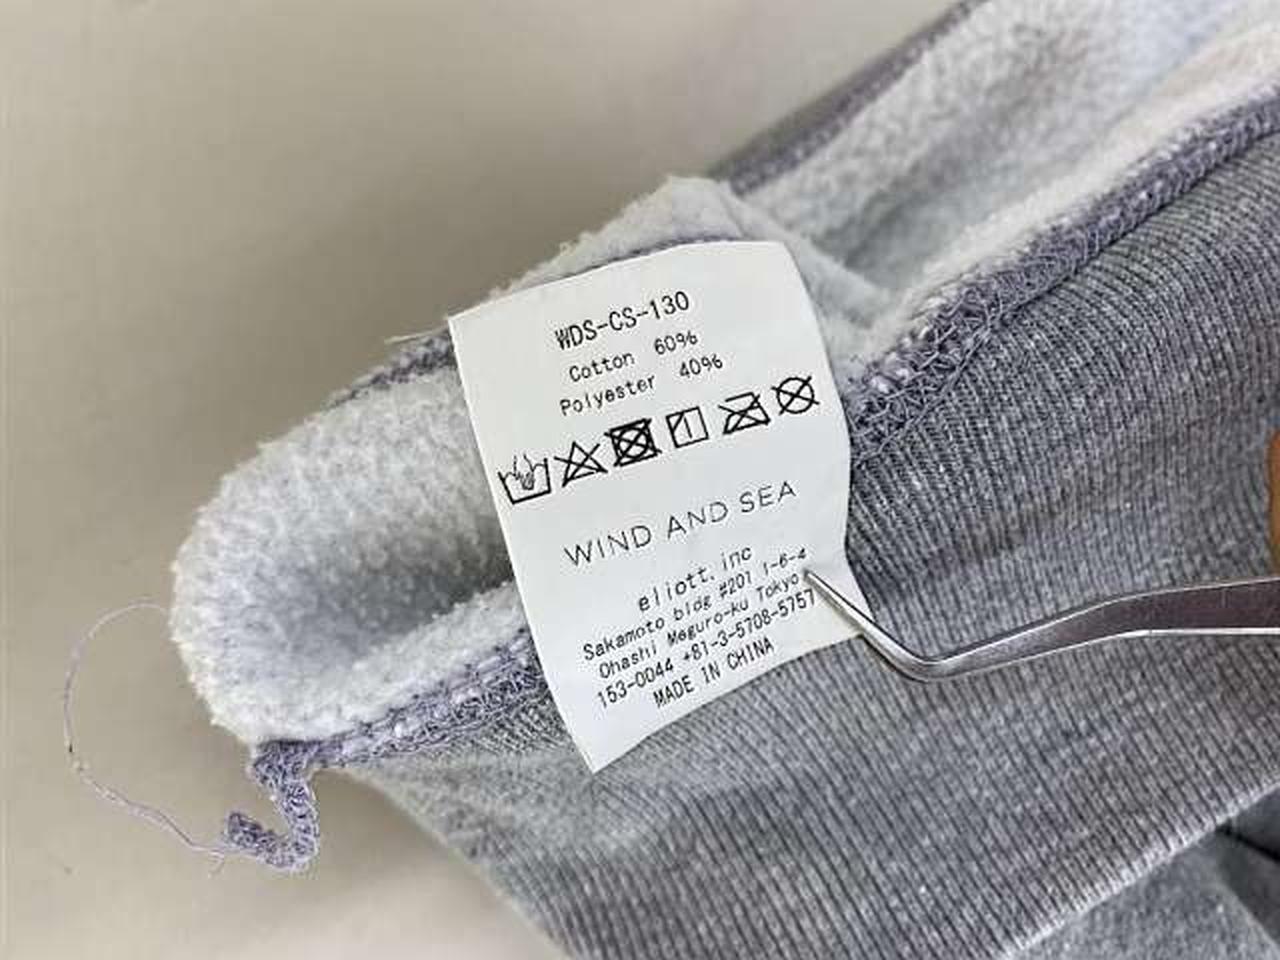 WDS-CS-130
Cotton 60%
Polyester 40%
WIND AND SEA
eliott.inc
Sakamoto bldg #201 1-6-4
Ohashi Meguro-ku Tokyo
153-0044 +81-3-5708-5757
MADE IN CHINA